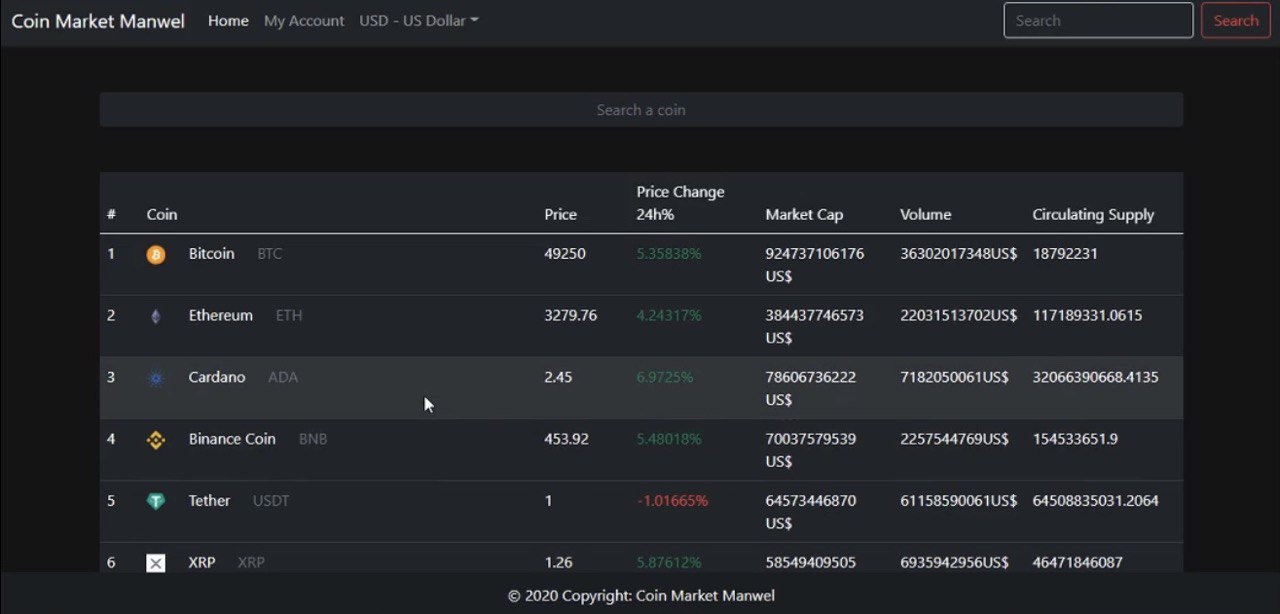 Coin Market Manwel Home My Account USD - US Dollar Search Search
Search a coin
Price Change
# Coin Price 24h% Market Cap Volume Circulating Supply
1 Bitcoin BTC 49250 5.35838% 924737106176 36302017348US$ 18792231
US$
2 Ethereum ETH 3279.76 4.24317% 384437746573 22031513702US$ 117189331.0615
US$
3 Cardano ADA 2.45 6.9725% 78606736222 7182050061US$ 32066390668.4135
US$
4 Binance Coin BNB 453.92 5.48018% 70037579539 2257544769US$ 154533651.9
US$
5 Tether USDT 1 -1.01665% 64573446870 61158590061US$ 64508835031.2064
US$
6 XRP XRP 1.26 5.87612% 58549409505 6935942956US$ 46471846087
© 2020 Copyright: Coin Market Manwel